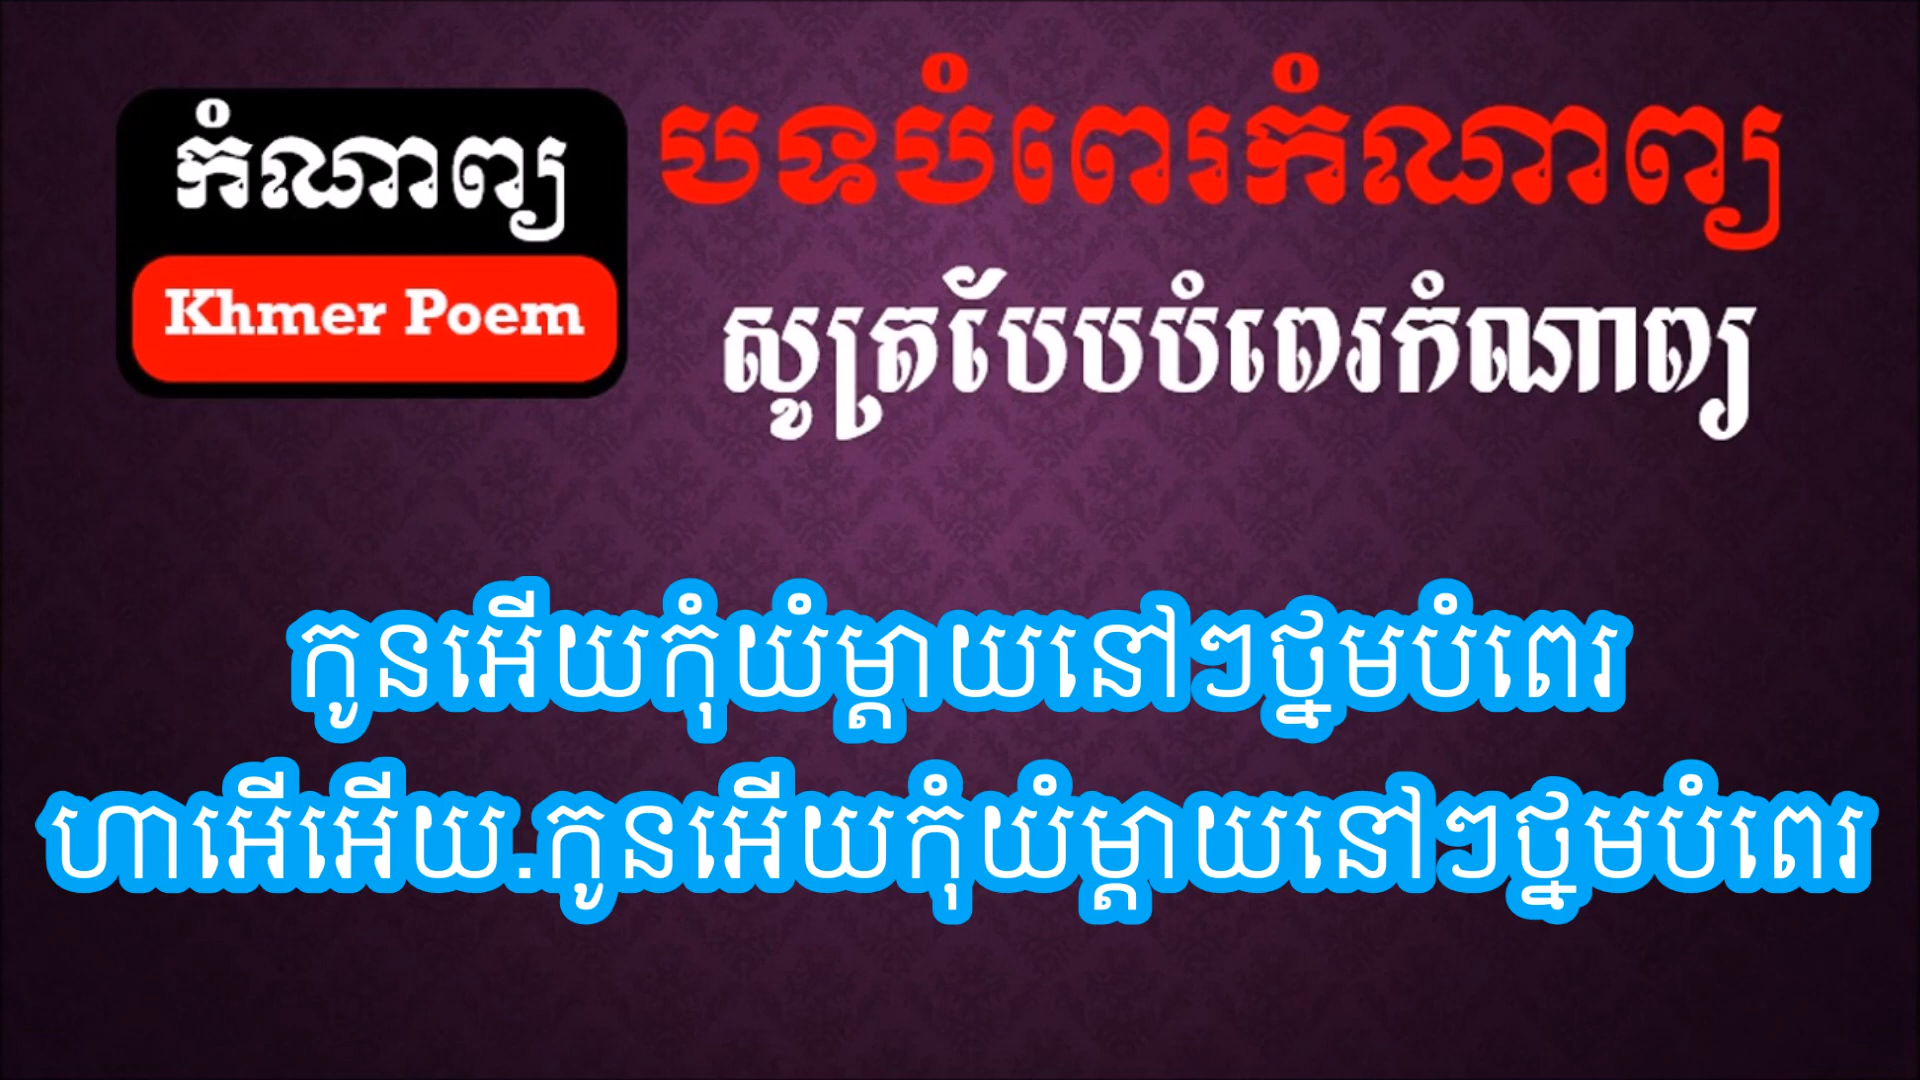 កំណាព្យ
Khmer Poem
បទបំពេរកំណាព្យ
សូត្របែបបំពេរកំណាព្យ
កូនអើយកុំយំម្ដាយនៅៗថ្នមបំពេរ
ហាអើអើយ.កូនអើយកុំយំម្ដាយនៅៗថ្នមបំពេរ